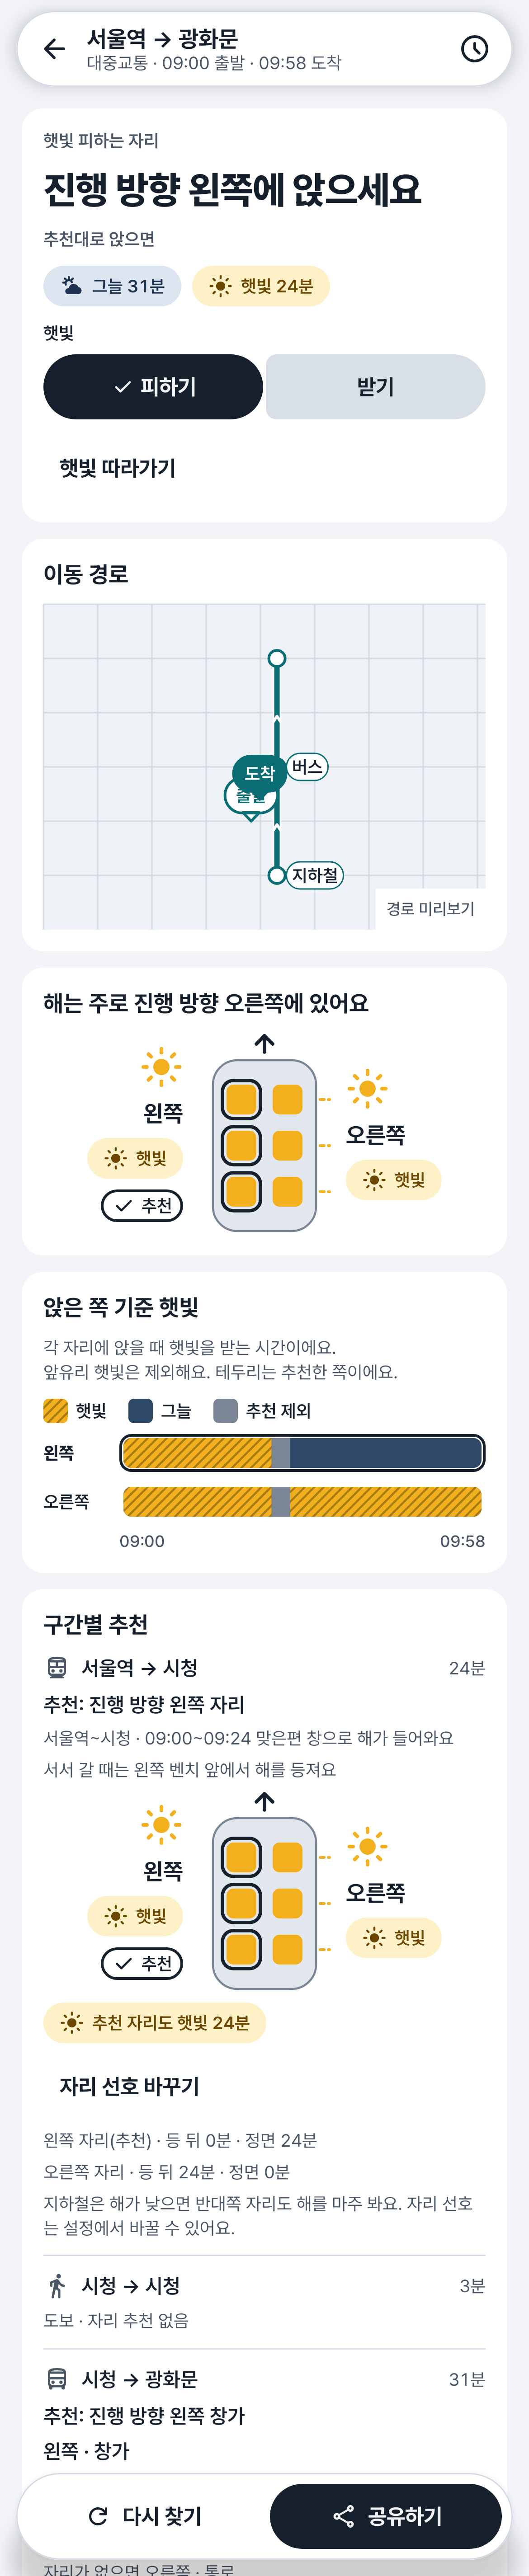 서울역 → 광화문
대중교통 · 09:00 출발 · 09:58 도착
햇빛 피하는 자리
진행 방향 왼쪽에 앉으세요
추천대로 앉으면
그늘 31분
햇빛 24분
햇빛
피하기
받기
햇빛 따라가기
이동 경로
도착
출발
버스
지하철
경로 미리보기
해는 주로 진행 방향 오른쪽에 있어요
왼쪽
햇빛
추천
오른쪽
햇빛
앉은 쪽 기준 햇빛
각 자리에 앉을 때 햇빛을 받는 시간이에요.
앞유리 햇빛은 제외해요. 테두리는 추천한 쪽이에요.
햇빛 그늘 추천 제외
왼쪽
오른쪽
09:00 09:58
구간별 추천
서울역 → 시청 24분
추천: 진행 방향 왼쪽 자리
서울역~시청 · 09:00~09:24 맞은편 창으로 해가 들어와요
서서 갈 때는 왼쪽 벤치 앞에서 해를 등져요
왼쪽
햇빛
추천
오른쪽
햇빛
추천 자리도 햇빛 24분
자리 선호 바꾸기
왼쪽 자리(추천) · 등 뒤 0분 · 정면 24분
오른쪽 자리 · 등 뒤 24분 · 정면 0분
지하철은 해가 낮으면 반대쪽 자리도 해를 마주 봐요. 자리 선호
는 설정에서 바꿀 수 있어요.
시청 → 시청 3분
도보 · 자리 추천 없음
시청 → 광화문 31분
추천: 진행 방향 왼쪽 창가
왼쪽 · 창가
다시 찾기
공유하기
자리가 없으면 오른쪽 · 통로